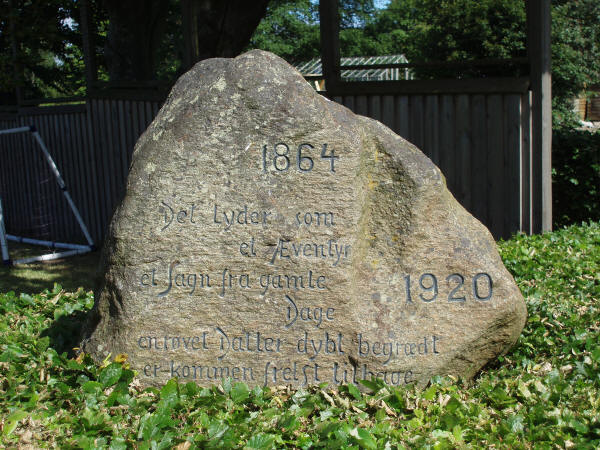 1864
Det lyder som
et Æventyr
et Sagn fra gamle
Dage
1920
en røvet Datter dybt begrædt
er kommen frelst tilbage